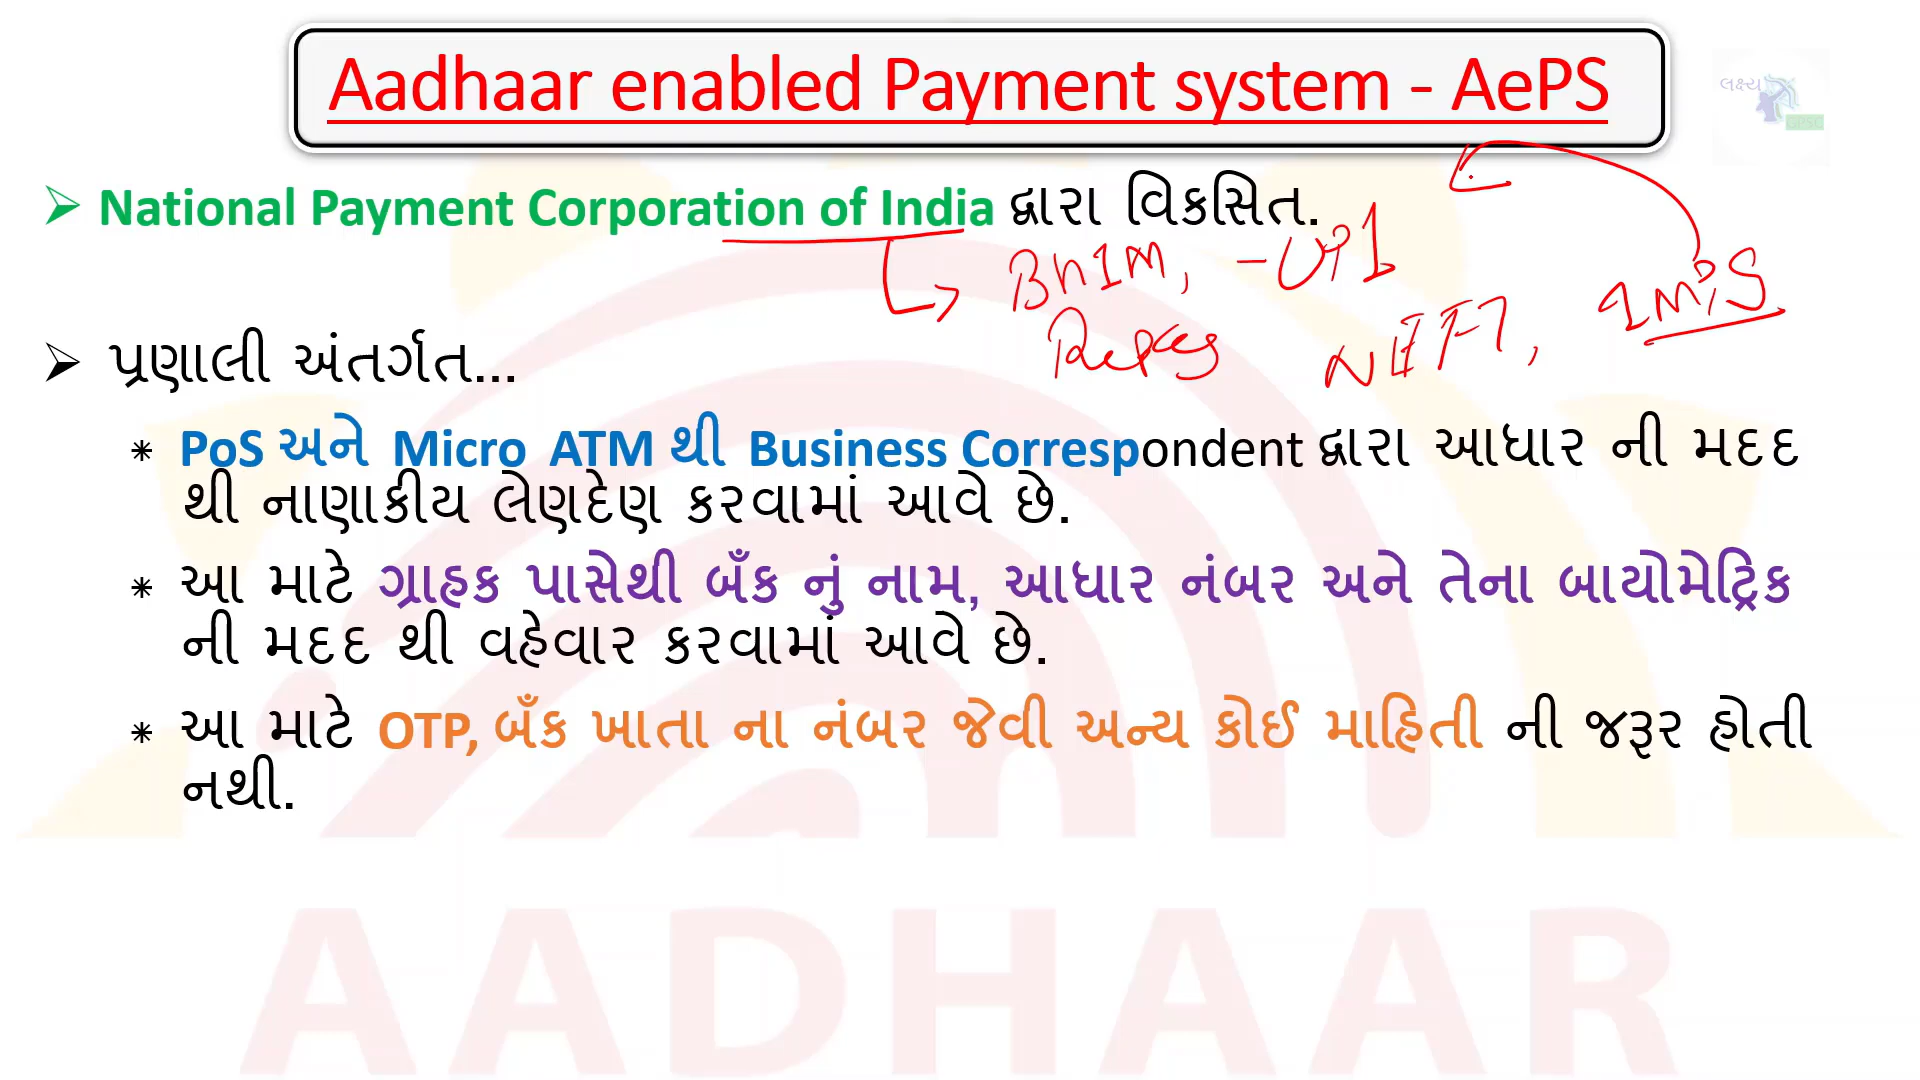 Aadhaar enabled Payment system - AePS
લક્ષ્ય
GPSC
➢ National Payment Corporation of India દ્વારા વિકસિત.
BhIM, - UPI
Rupay NEFT, IMPS
➢ પ્રણાલી અંતર્ગત...
* PoS અને Micro ATM થી Business Correspondent દ્વારા આધાર ની મદદ
થી નાણાકીય લેણદેણ કરવામાં આવે છે.
* આ માટે ગ્રાહક પાસેથી બૅંક નું નામ, આધાર નંબર અને તેના બાયોમેટ્રિક
ની મદદ થી વહેવાર કરવામાં આવે છે.
* આ માટે OTP, બૅંક ખાતા ના નંબર જેવી અન્ય કોઈ માહિતી ની જરૂર હોતી
નથી.
AADHAAR